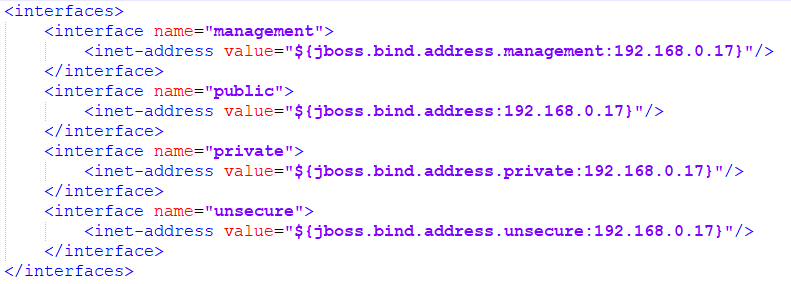 <interfaces>
    <interface name="management">
        <inet-address value="${jboss.bind.address.management:192.168.0.17}"/>
    </interface>
    <interface name="public">
        <inet-address value="${jboss.bind.address:192.168.0.17}"/>
    </interface>
    <interface name="private">
        <inet-address value="${jboss.bind.address.private:192.168.0.17}"/>
    </interface>
    <interface name="unsecure">
        <inet-address value="${jboss.bind.address.unsecure:192.168.0.17}"/>
    </interface>
</interfaces>